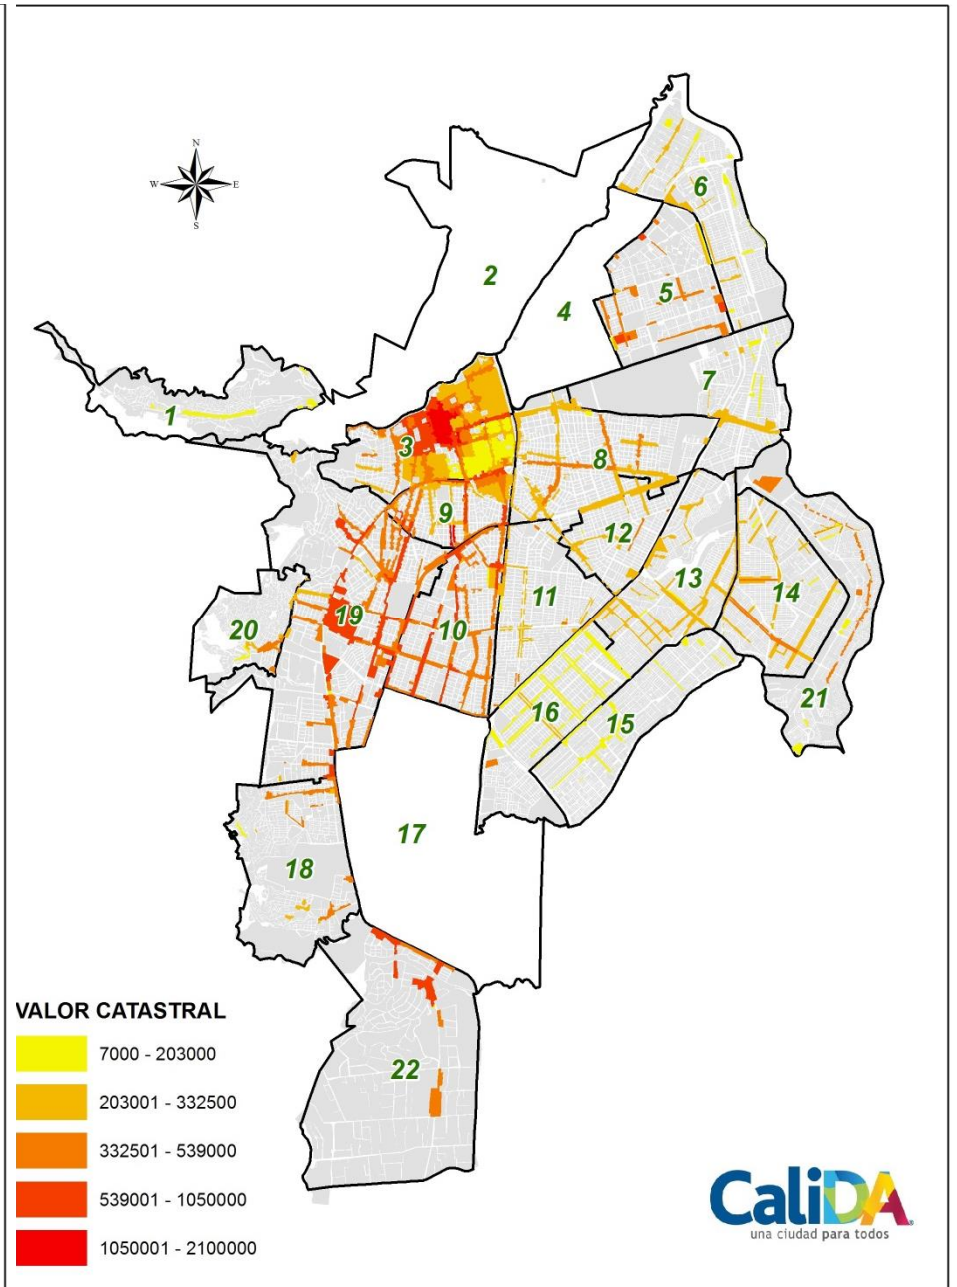 N
W E
S
6
2
5
4
7
1
3
8
9
12
13
14
11
19
10
20
16
15
21
17
18
22
VALOR CATASTRAL
7000 - 203000
203001 - 332500
332501 - 539000
539001 - 1050000
1050001 - 2100000
CaliDA
una ciudad para todos